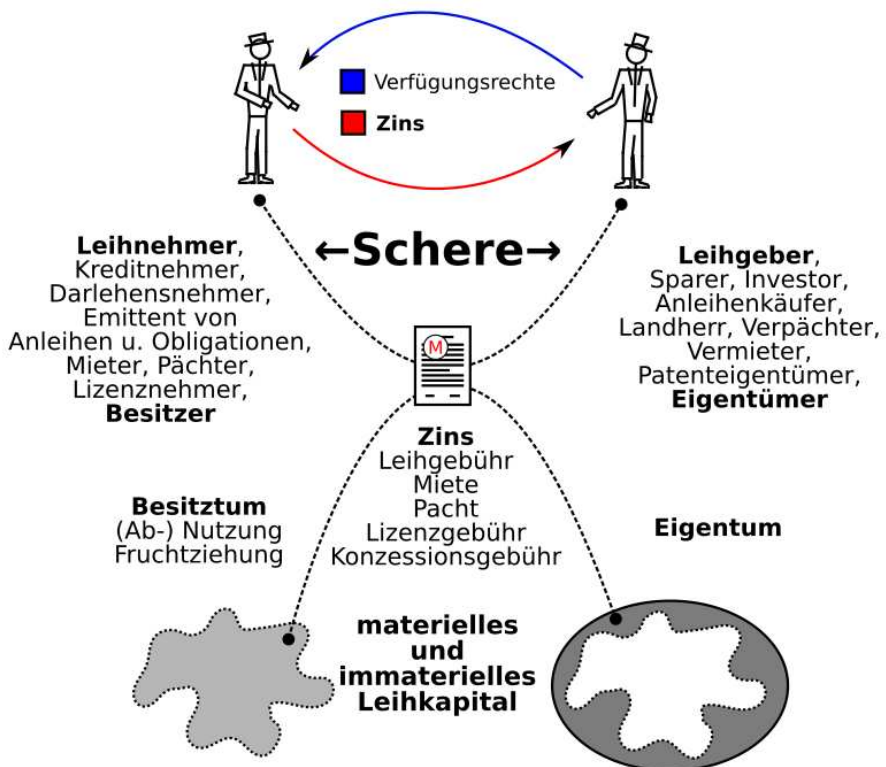 Verfügungsrechte
Zins
←Schere→
Leihnehmer,
Kreditnehmer,
Darlehensnehmer,
Emittent von
Anleihen u. Obligationen,
Mieter, Pächter,
Lizenznehmer,
Besitzer
Leihgeber,
Sparer, Investor,
Anleihenkäufer,
Landherr, Verpächter,
Vermieter,
Patenteigentümer,
Eigentümer
M
Zins
Leihgebühr
Miete
Pacht
Lizenzgebühr
Konzessionsgebühr
Besitztum
(Ab-) Nutzung
Fruchtziehung
Eigentum
materielles
und
immaterielles
Leihkapital